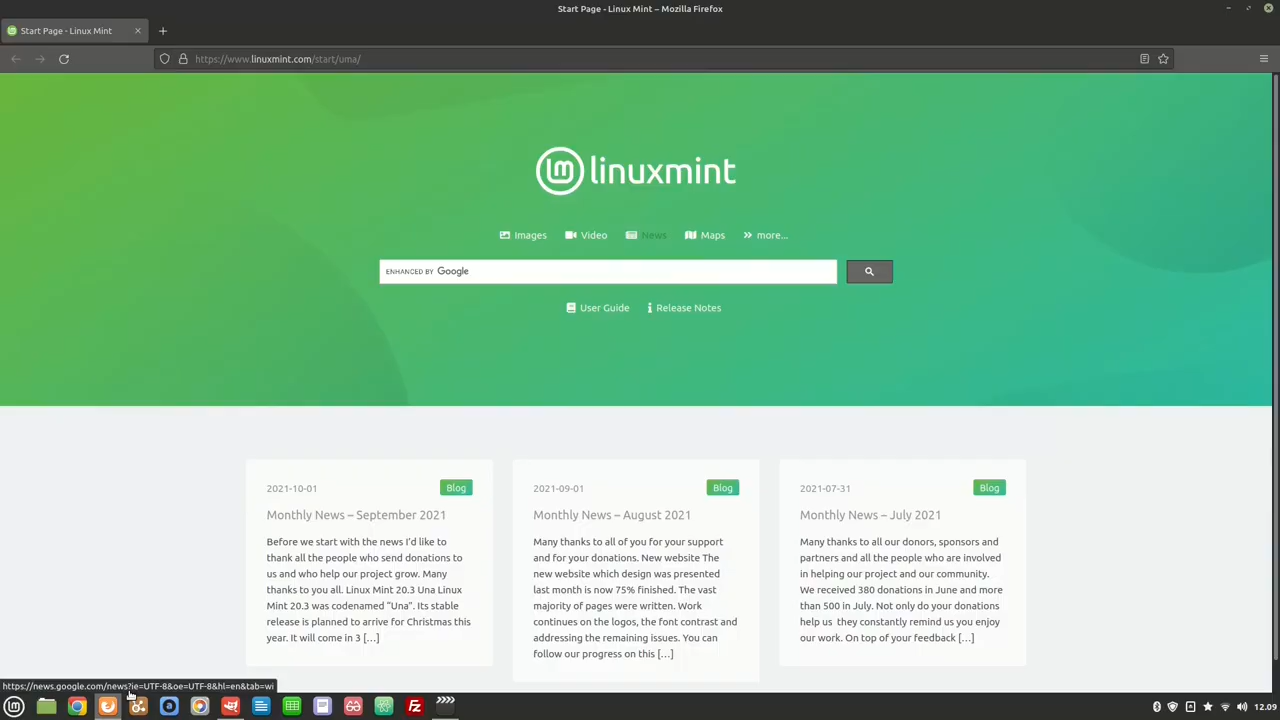 Start Page - Linux Mint – Mozilla Firefox
Start Page - Linux Mint
https://www.linuxmint.com/start/uma/
linuxmint
Images Video News Maps more...
ENHANCED BY Google
User Guide Release Notes
2021-10-01 Blog
Monthly News – September 2021
Before we start with the news I’d like to
thank all the people who send donations to
us and who help our project grow. Many
thanks to you all. Linux Mint 20.3 Una Linux
Mint 20.3 was codenamed “Una”. Its stable
release is planned to arrive for Christmas this
year. It will come in 3 […]
2021-09-01 Blog
Monthly News – August 2021
Many thanks to all of you for your support
and for your donations. New website The
new website which design was presented
last month is now 75% finished. The vast
majority of pages were written. Work
continues on the logos, the font contrast and
addressing the remaining issues. You can
follow our progress on this […]
2021-07-31 Blog
Monthly News – July 2021
Many thanks to all our donors, sponsors and
partners and all the people who are involved
in helping our project and our community.
We received 380 donations in June and more
than 500 in July. Not only do your donations
help us they constantly remind us you enjoy
our work. On top of your feedback […]
https://news.google.com/news?ie=UTF-8&oe=UTF-8&hl=en&tab=wi
12.09